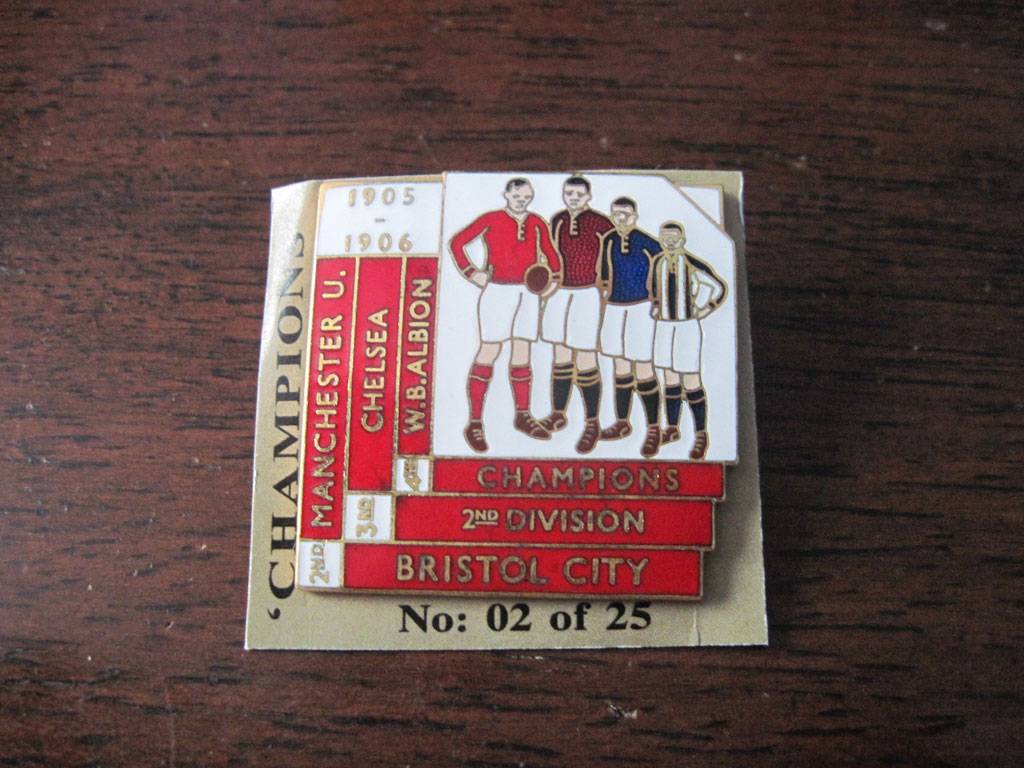 1905
-
1906
2ND MANCHESTER U.
3RD CHELSEA
4TH W.B.ALBION
CHAMPIONS
2ND DIVISION
BRISTOL CITY
'CHAMPIONS
No: 02 of 25